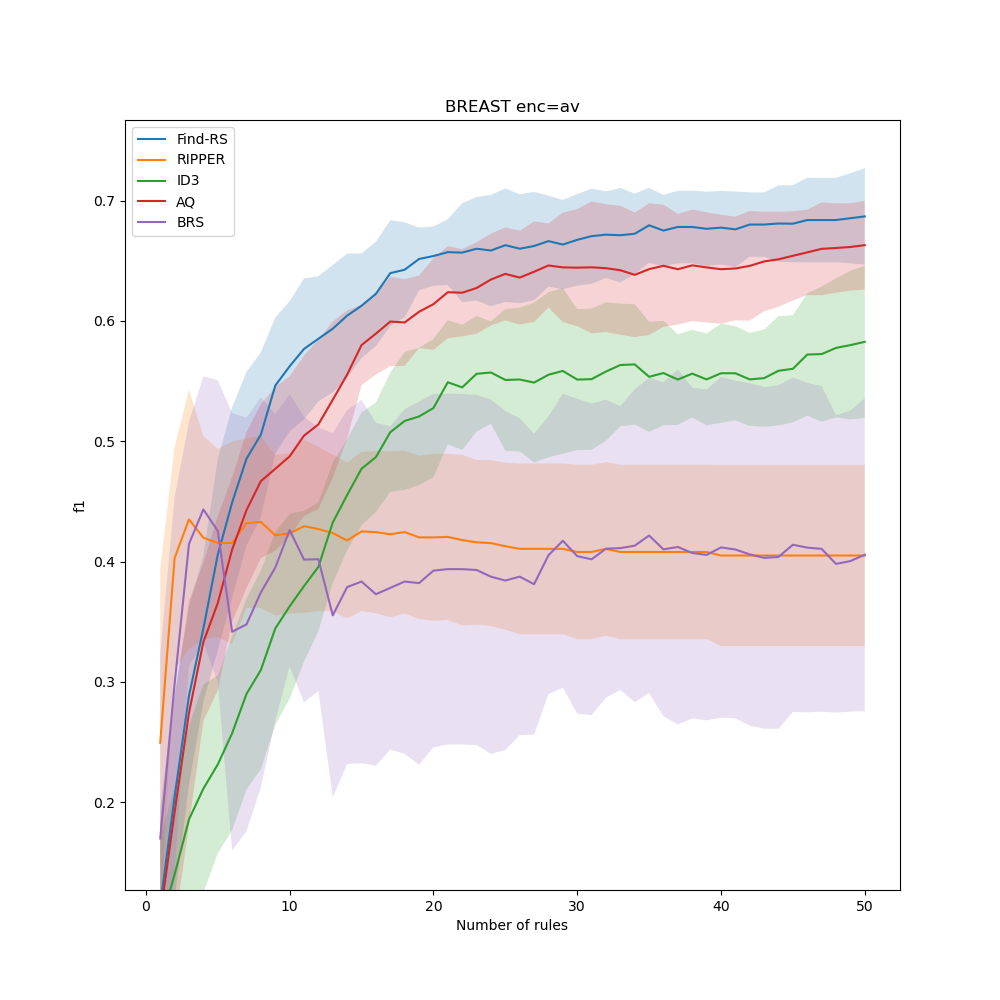 BREAST enc=av
Find-RS
RIPPER
ID3
AQ
BRS
0.7
0.6
0.5
0.4
0.3
0.2
f1
0 10 20 30 40 50
Number of rules